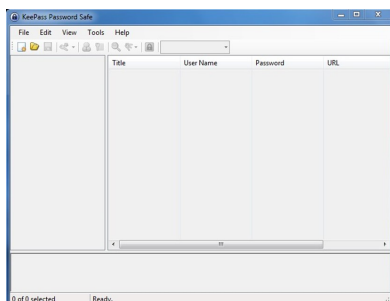 KeePass Password Safe
File Edit View Tools Help
Title User Name Password URL
0 of 0 selected Ready.